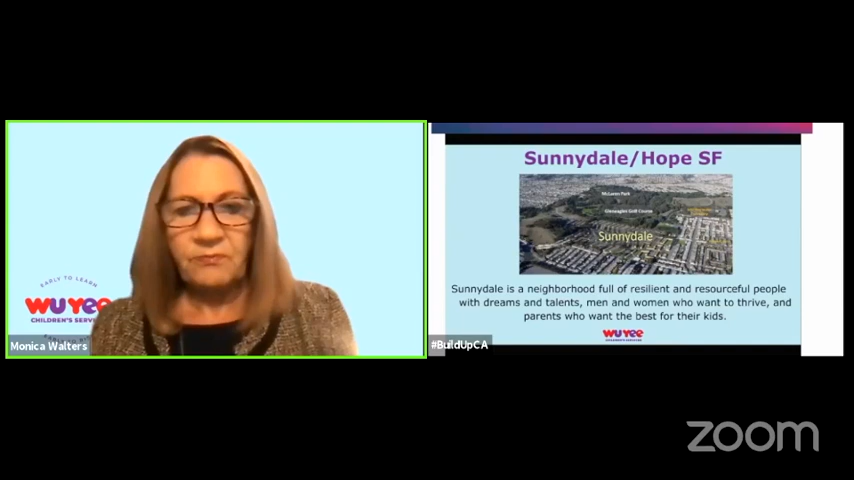 EARLY TO LEARN
WU YEE
CHILDREN'S SERVI
Monica Walters
Sunnydale/Hope SF
McLaren Park
Gleneagles Golf Course
Sunnydale
Sunnydale is a neighborhood full of resilient and resourceful people
with dreams and talents, men and women who want to thrive, and
parents who want the best for their kids.
WU YEE
CHILDREN'S SERVICES
#BuildUpCA
zoom